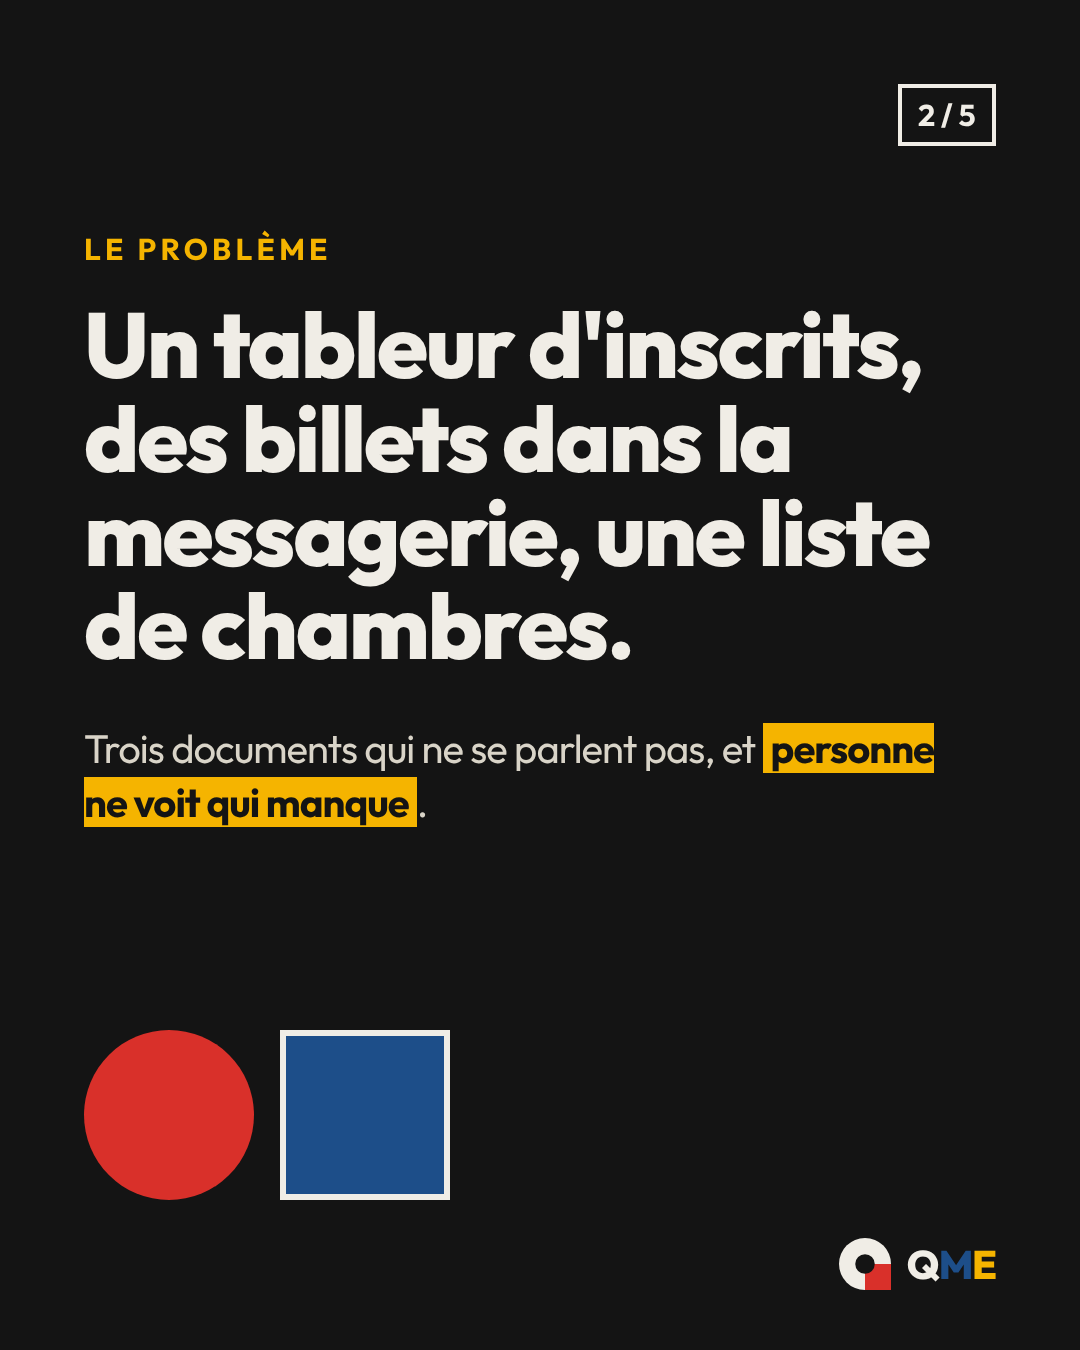 2 / 5
LE PROBLÈME
Un tableur d'inscrits,
des billets dans la
messagerie, une liste
de chambres.
Trois documents qui ne se parlent pas, et personne
ne voit qui manque .
QME